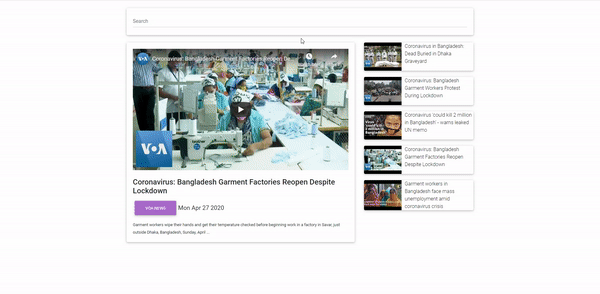 Search
VOA
Coronavirus: Bangladesh Garment Factories Reopen De
VOA
Coronavirus: Bangladesh Garment Factories Reopen Despite
Lockdown
VOA NEWS
Mon Apr 27 2020
Garment workers wipe their hands and get their temperature checked before beginning work in a factory in Savar, just
outside Dhaka, Bangladesh, Sunday, April ...
Coronavirus in Bangladesh:
Dead Buried in Dhaka
Graveyard
Coronavirus: Bangladesh
Garment Workers Protest
During Lockdown
Coronavirus 'could kill 2 million
in Bangladesh' - warns leaked
UN memo
Coronavirus: Bangladesh
Garment Factories Reopen
Despite Lockdown
Garment workers in
Bangladesh face mass
unemployment amid
coronavirus crisis